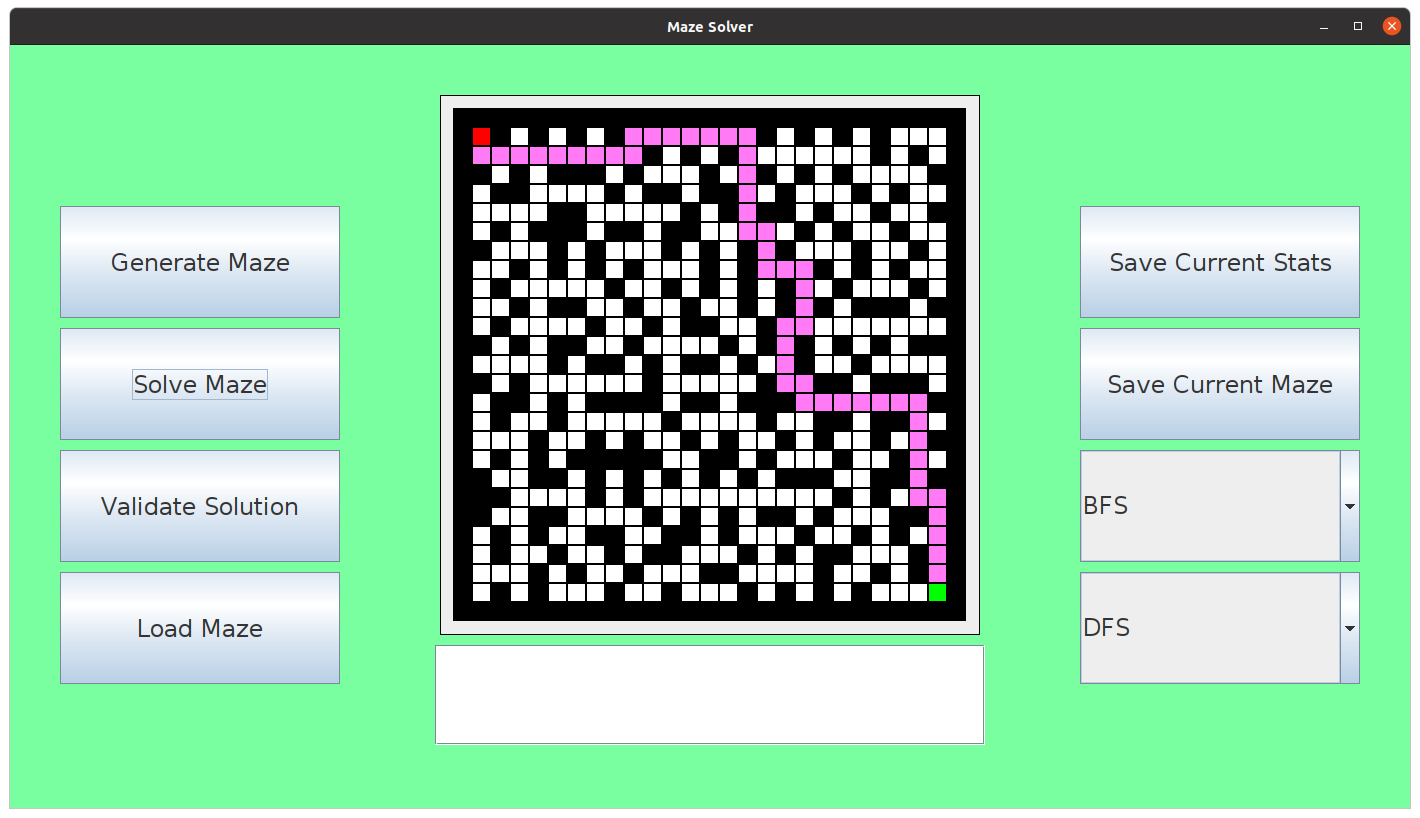 Maze Solver
Generate Maze
Solve Maze
Validate Solution
Load Maze
Save Current Stats
Save Current Maze
BFS
DFS